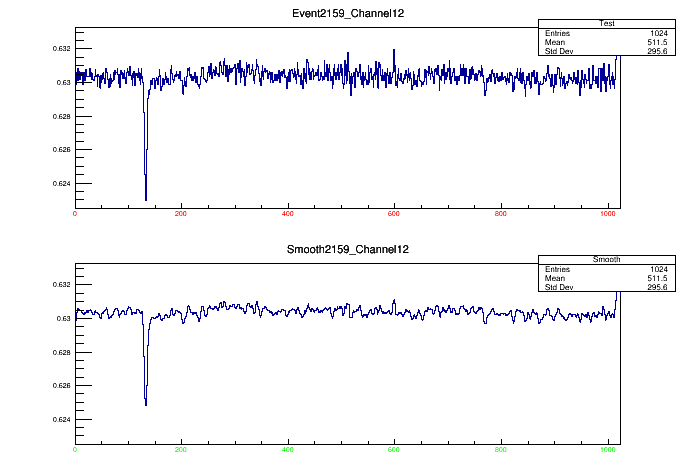 Event2159_Channel12
Test
Entries 1024
Mean 511.5
Std Dev 295.6
0.632
0.63
0.628
0.626
0.624
0 200 400 600 800 1000
Smooth2159_Channel12
Smooth
Entries 1024
Mean 511.5
Std Dev 295.6
0.632
0.63
0.628
0.626
0.624
0 200 400 600 800 1000